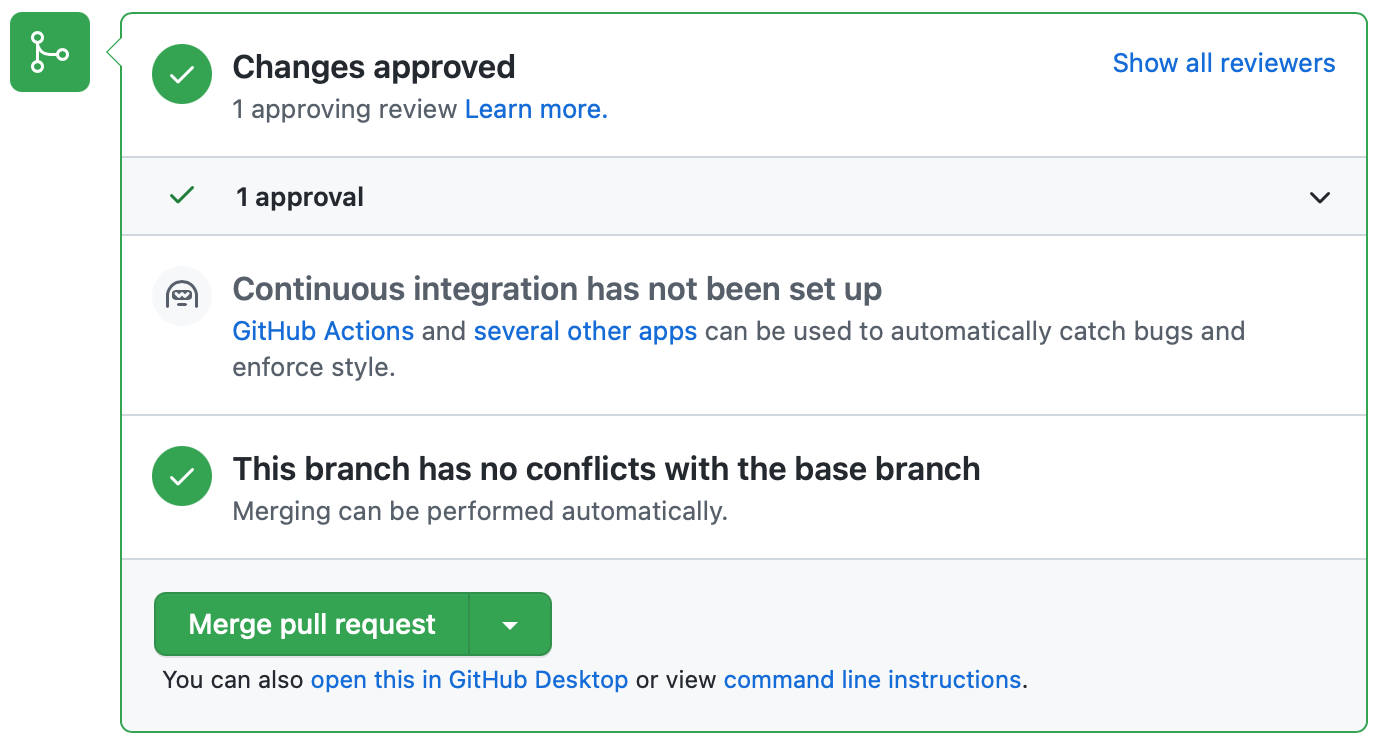 Changes approved
Show all reviewers
1 approving review Learn more.
1 approval
Continuous integration has not been set up
GitHub Actions and several other apps can be used to automatically catch bugs and
enforce style.
This branch has no conflicts with the base branch
Merging can be performed automatically.
Merge pull request
You can also open this in GitHub Desktop or view command line instructions.